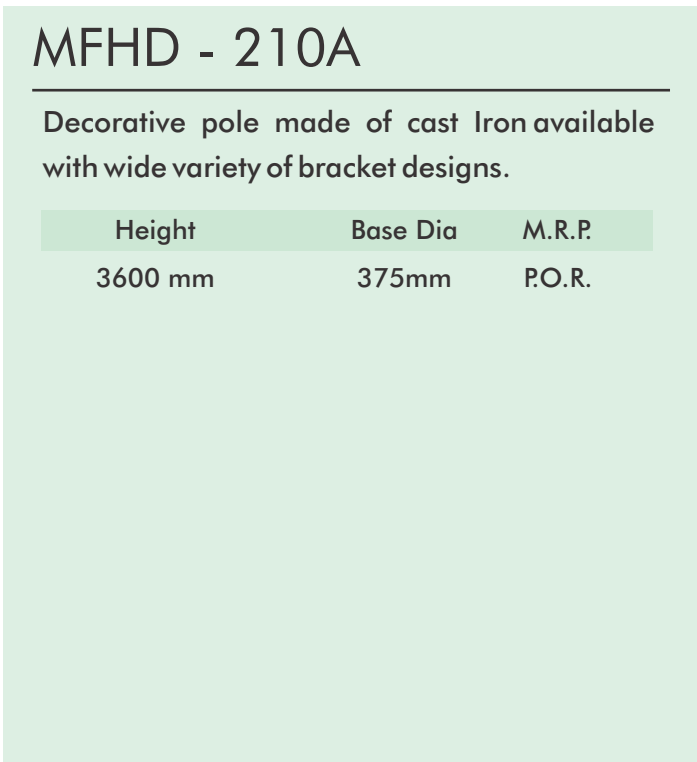 MFHD - 210A
Decorative pole made of cast Iron available
with wide variety of bracket designs.
Height Base Dia M.R.P.
3600 mm 375mm P.O.R.